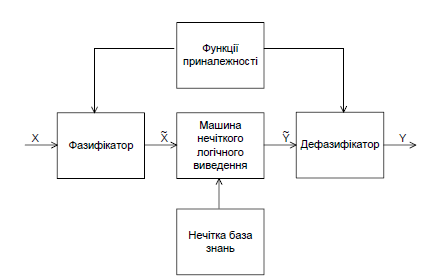 Функції
приналежності
X
Фазифікатор
X̃
Машина
нечіткого
логічного
виведення
Ỹ
Дефазифікатор
Y
Нечітка база
знань